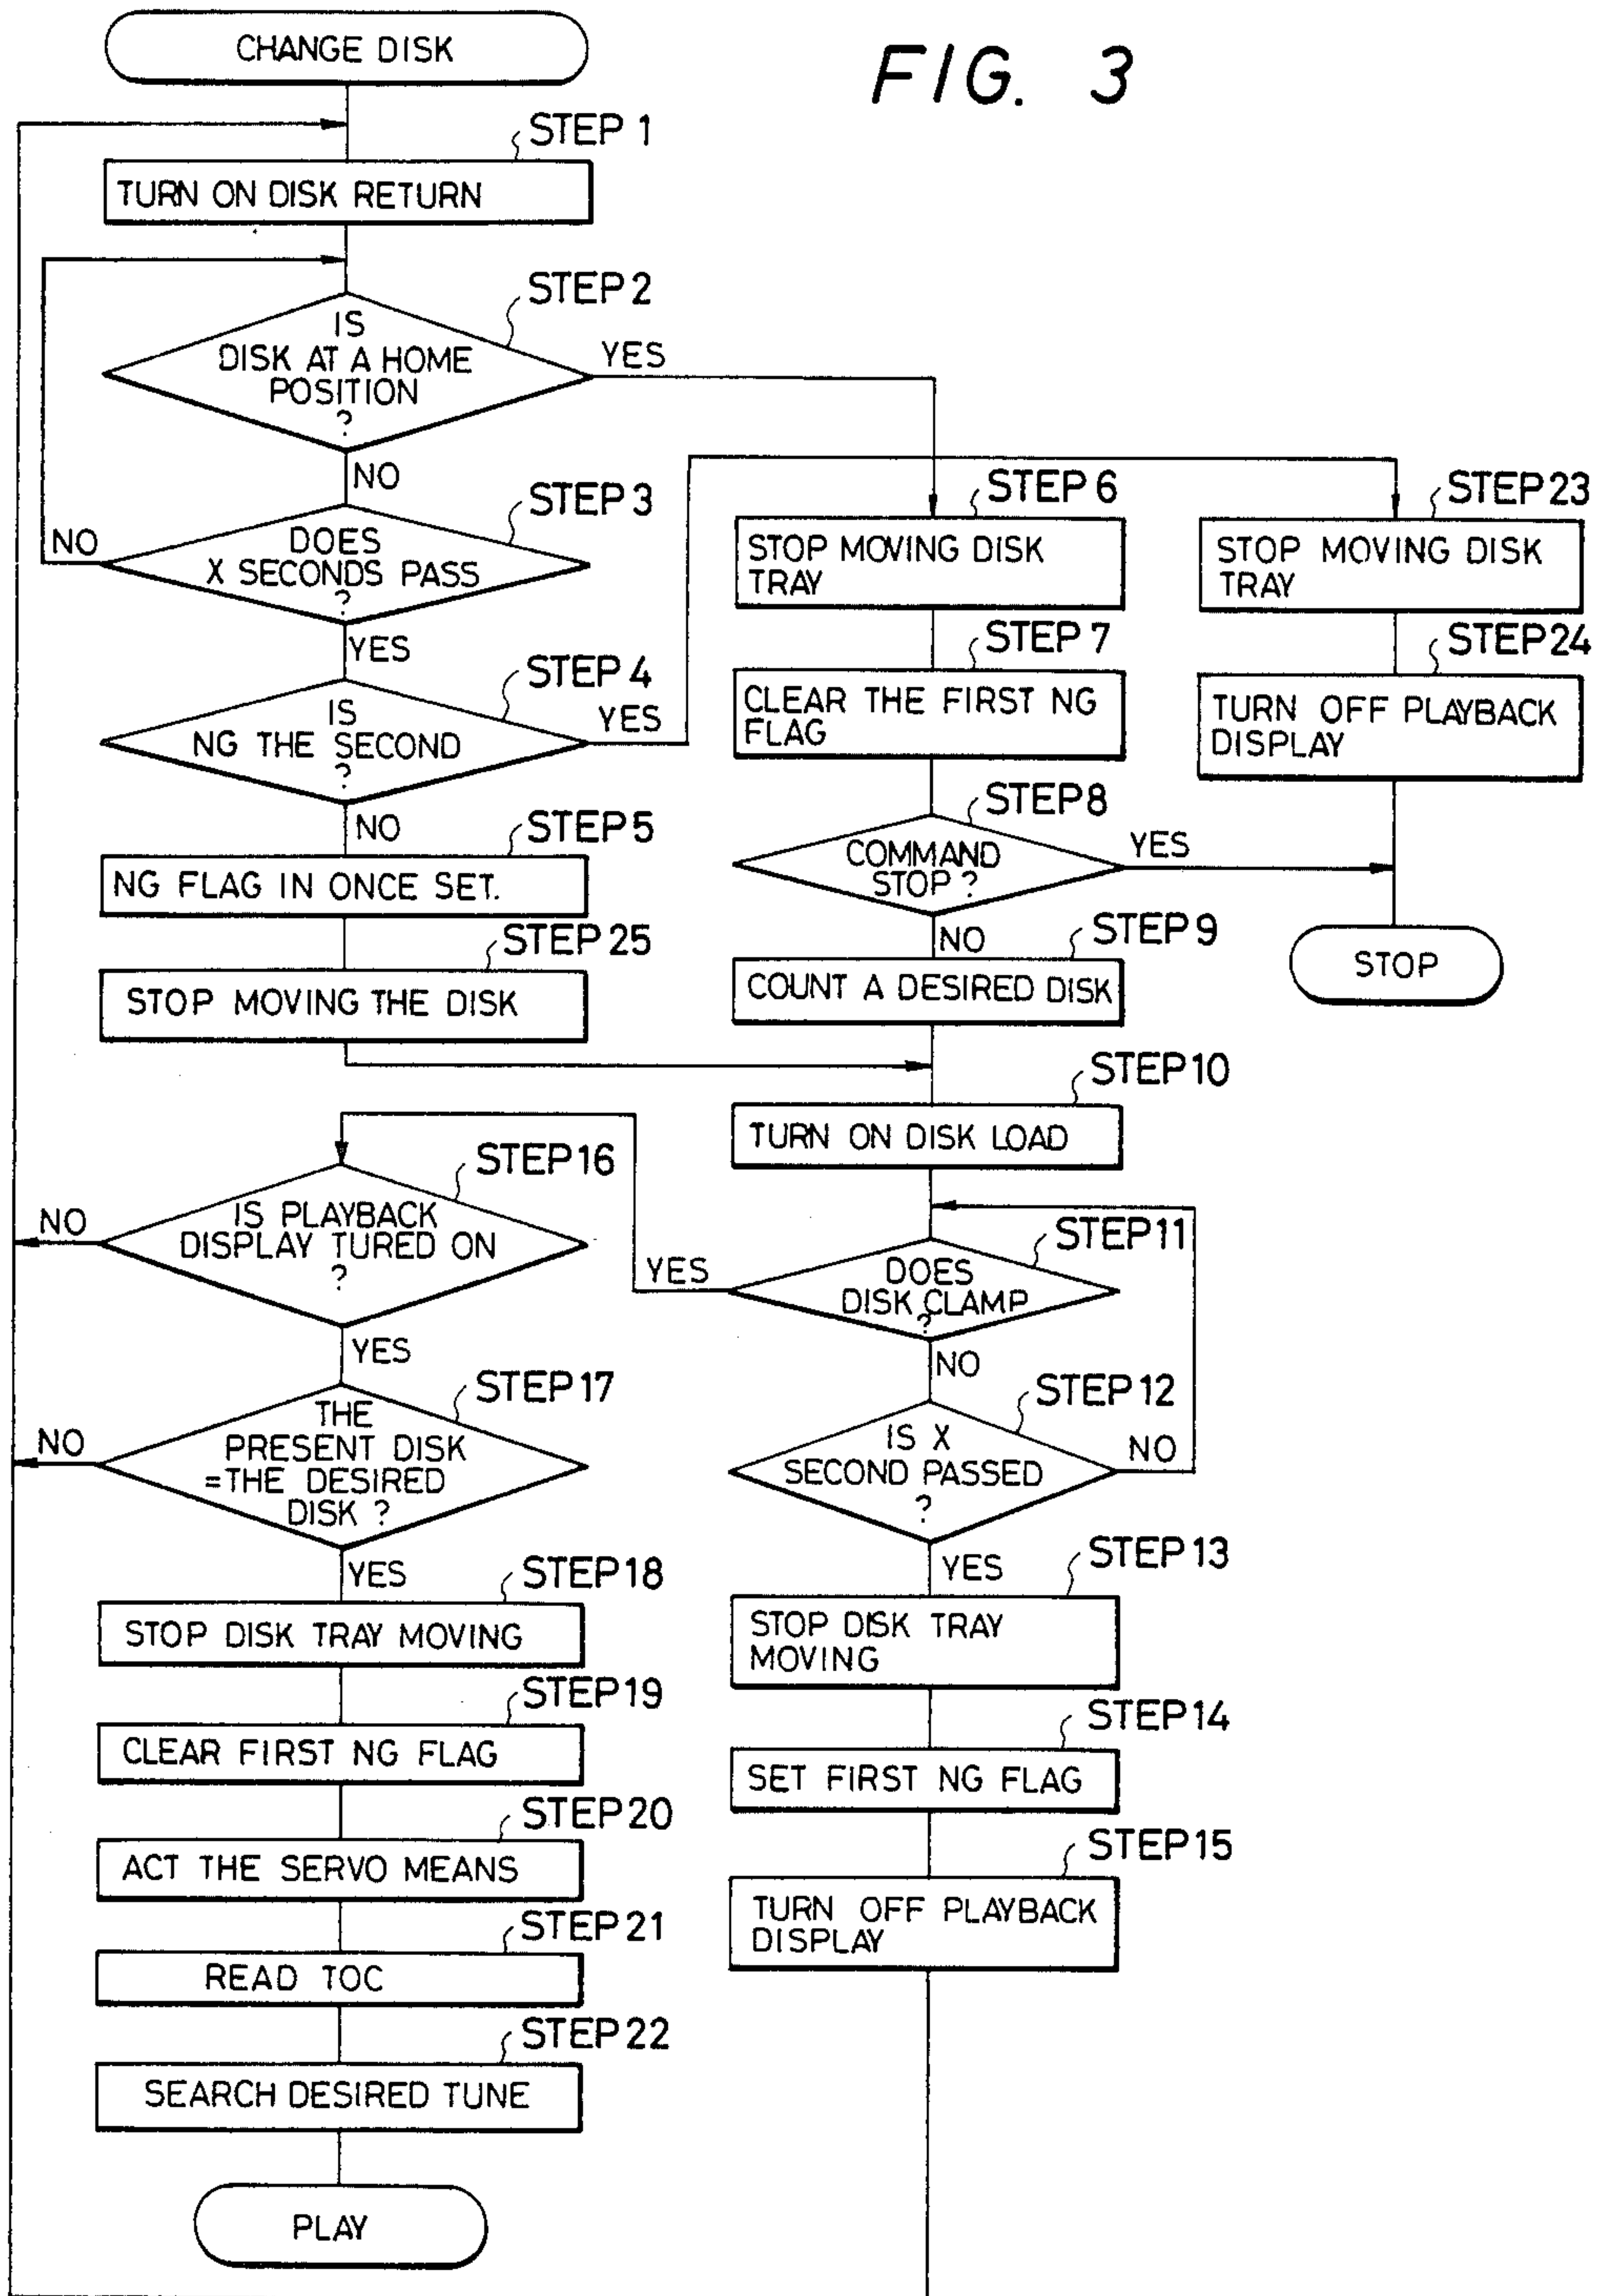 FIG. 3
CHANGE DISK
STEP 1
TURN ON DISK RETURN
STEP 2
IS
DISK AT A HOME
POSITION
?
YES
NO
STEP 3
DOES
X SECONDS PASS
?
NO
YES
STEP 4
IS
NG THE SECOND
?
YES
NO
STEP 5
NG FLAG IN ONCE SET.
STEP 25
STOP MOVING THE DISK
STEP 6
STOP MOVING DISK
TRAY
STEP 7
CLEAR THE FIRST NG
FLAG
STEP 8
COMMAND
STOP ?
YES
NO
STEP 9
COUNT A DESIRED DISK
STEP 23
STOP MOVING DISK
TRAY
STEP 24
TURN OFF PLAYBACK
DISPLAY
STOP
STEP 10
TURN ON DISK LOAD
STEP 11
DOES
DISK CLAMP
?
YES
NO
STEP 12
IS X
SECOND PASSED
?
NO
YES
STEP 13
STOP DISK TRAY
MOVING
STEP 14
SET FIRST NG FLAG
STEP 15
TURN OFF PLAYBACK
DISPLAY
STEP 16
IS PLAYBACK
DISPLAY TURED ON
?
NO
YES
STEP 17
THE
PRESENT DISK
=THE DESIRED
DISK ?
NO
YES
STEP 18
STOP DISK TRAY MOVING
STEP 19
CLEAR FIRST NG FLAG
STEP 20
ACT THE SERVO MEANS
STEP 21
READ TOC
STEP 22
SEARCH DESIRED TUNE
PLAY